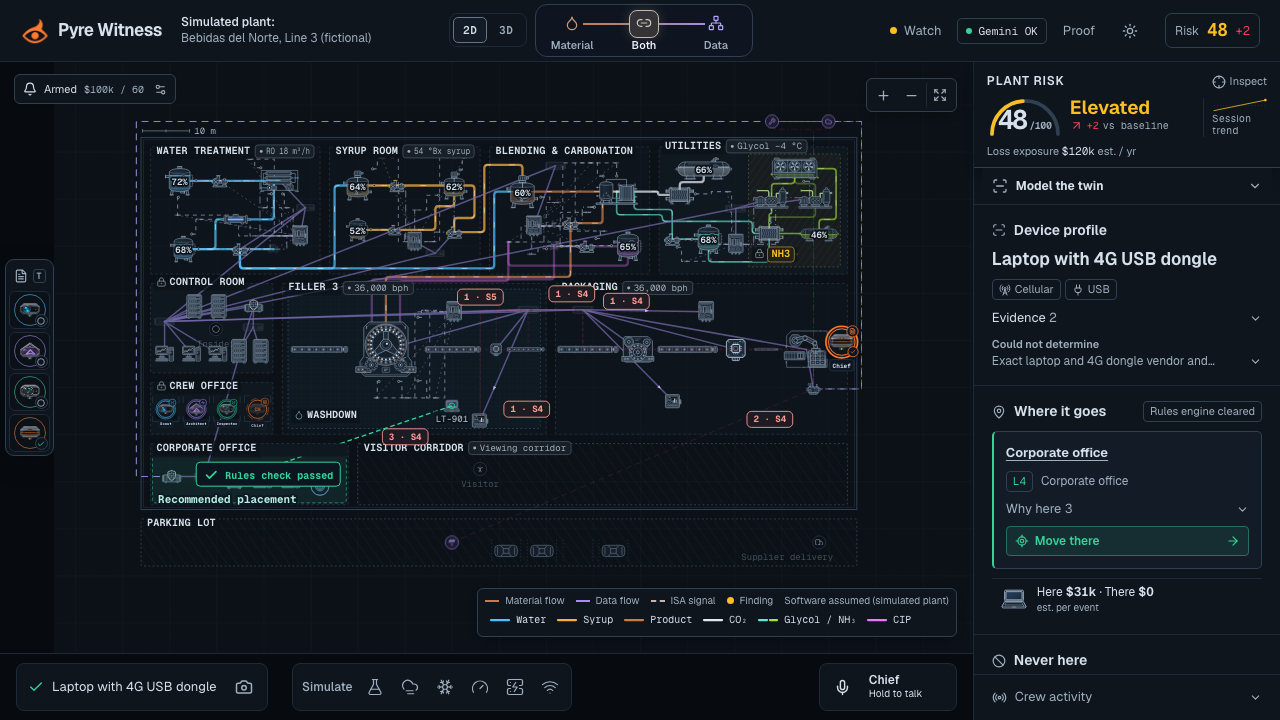 Pyre Witness
Simulated plant:
Bebidas del Norte, Line 3 (fictional)
2D
3D
Material
Both
Data
Watch
Gemini OK
Proof
Risk 48 +2
Armed $100k / 60
10 m
WATER TREATMENT
RO 18 m³/h
SYRUP ROOM
54 °Bx syrup
BLENDING & CARBONATION
UTILITIES
Glycol −4 °C
72%
64%
62%
60%
66%
52%
68%
65%
68%
46%
NH3
CONTROL ROOM
FILLER 3
36,000 bph
PACKAGING
36,000 bph
1 · S5
1 · S4
1 · S4
Chief
CREW OFFICE
Scout
Architect
Inspector
Chief
WASHDOWN
LT-901
1 · S4
2 · S4
3 · S4
CORPORATE OFFICE
VISITOR CORRIDOR
Viewing corridor
Rules check passed
Recommended placement
Visitor
PARKING LOT
Supplier delivery
T
Material flow
Data flow
ISA signal
Finding
Software assumed (simulated plant)
Water
Syrup
Product
CO₂
Glycol / NH₃
CIP
Laptop with 4G USB dongle
Simulate
Chief
Hold to talk
PLANT RISK
Inspect
48 /100
Elevated
+2 vs baseline
Session
trend
Loss exposure $120k est. / yr
Model the twin
Device profile
Laptop with 4G USB dongle
Cellular
USB
Evidence 2
Could not determine
Exact laptop and 4G dongle vendor and…
Where it goes
Rules engine cleared
Corporate office
L4 Corporate office
Why here 3
Move there
Here $31k · There $0
est. per event
Never here
Crew activity